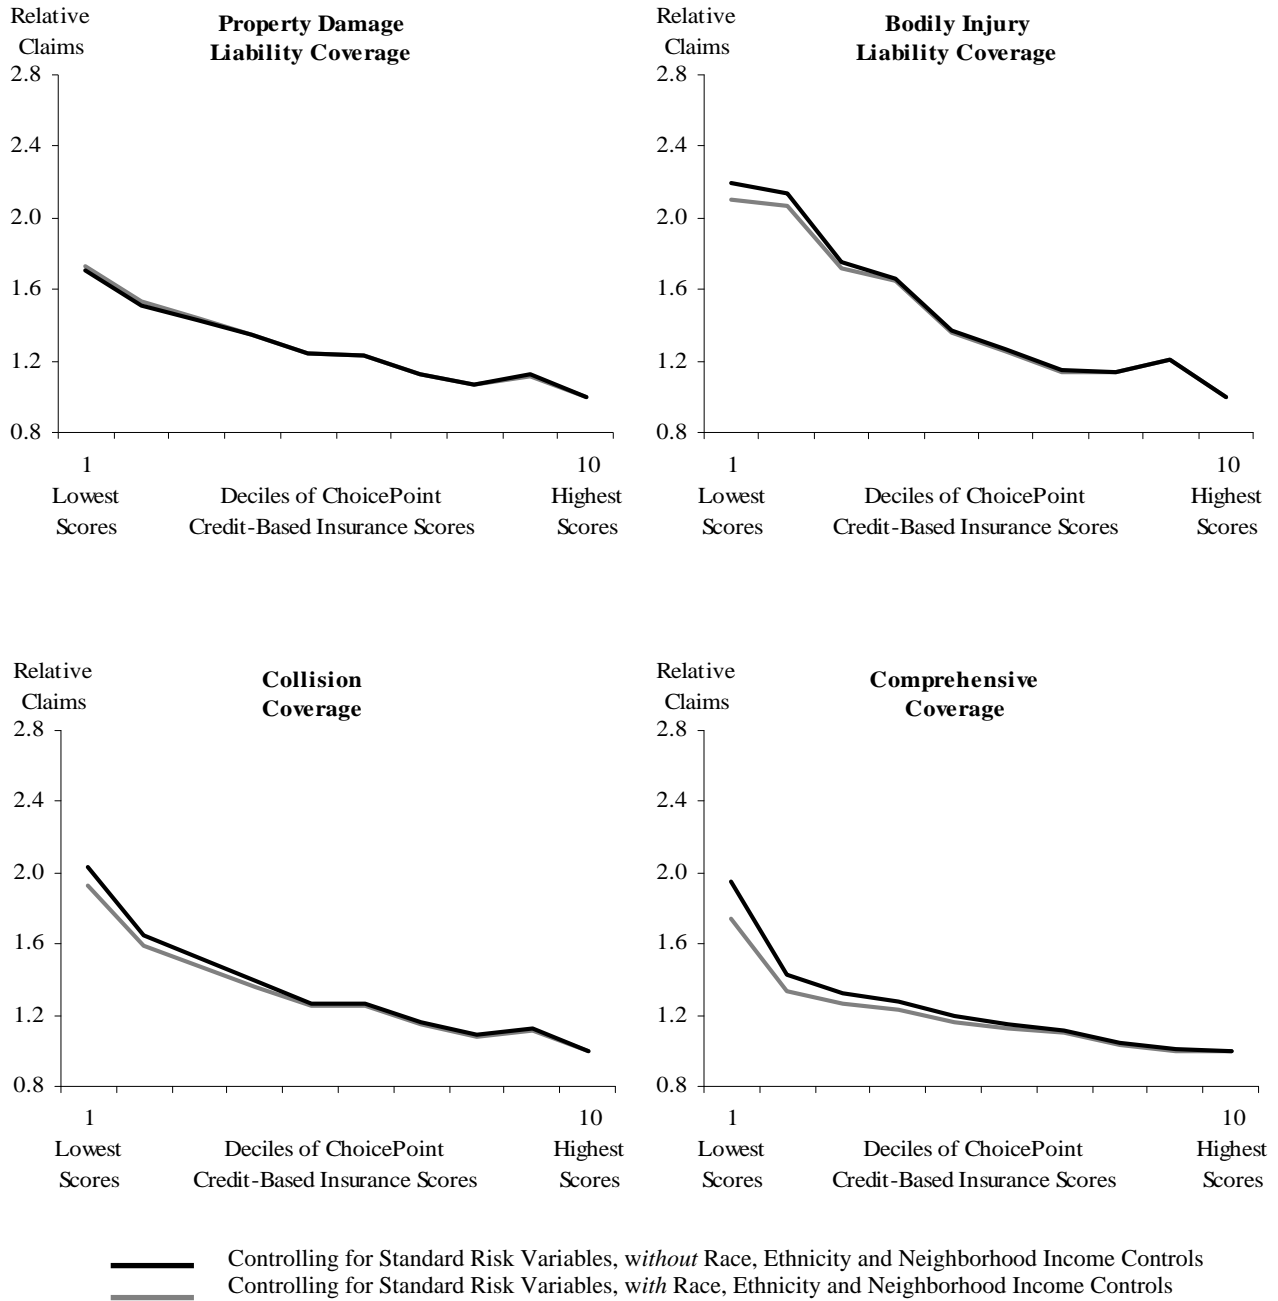 Relative
Claims
Property Damage
Liability Coverage
2.8
2.4
2.0
1.6
1.2
0.8
1
10
Lowest
Scores
Deciles of ChoicePoint
Credit-Based Insurance Scores
Highest
Scores
Relative
Claims
Bodily Injury
Liability Coverage
2.8
2.4
2.0
1.6
1.2
0.8
1
10
Lowest
Scores
Deciles of ChoicePoint
Credit-Based Insurance Scores
Highest
Scores
Relative
Claims
Collision
Coverage
2.8
2.4
2.0
1.6
1.2
0.8
1
10
Lowest
Scores
Deciles of ChoicePoint
Credit-Based Insurance Scores
Highest
Scores
Relative
Claims
Comprehensive
Coverage
2.8
2.4
2.0
1.6
1.2
0.8
1
10
Lowest
Scores
Deciles of ChoicePoint
Credit-Based Insurance Scores
Highest
Scores
Controlling for Standard Risk Variables, without Race, Ethnicity and Neighborhood Income Controls
Controlling for Standard Risk Variables, with Race, Ethnicity and Neighborhood Income Controls